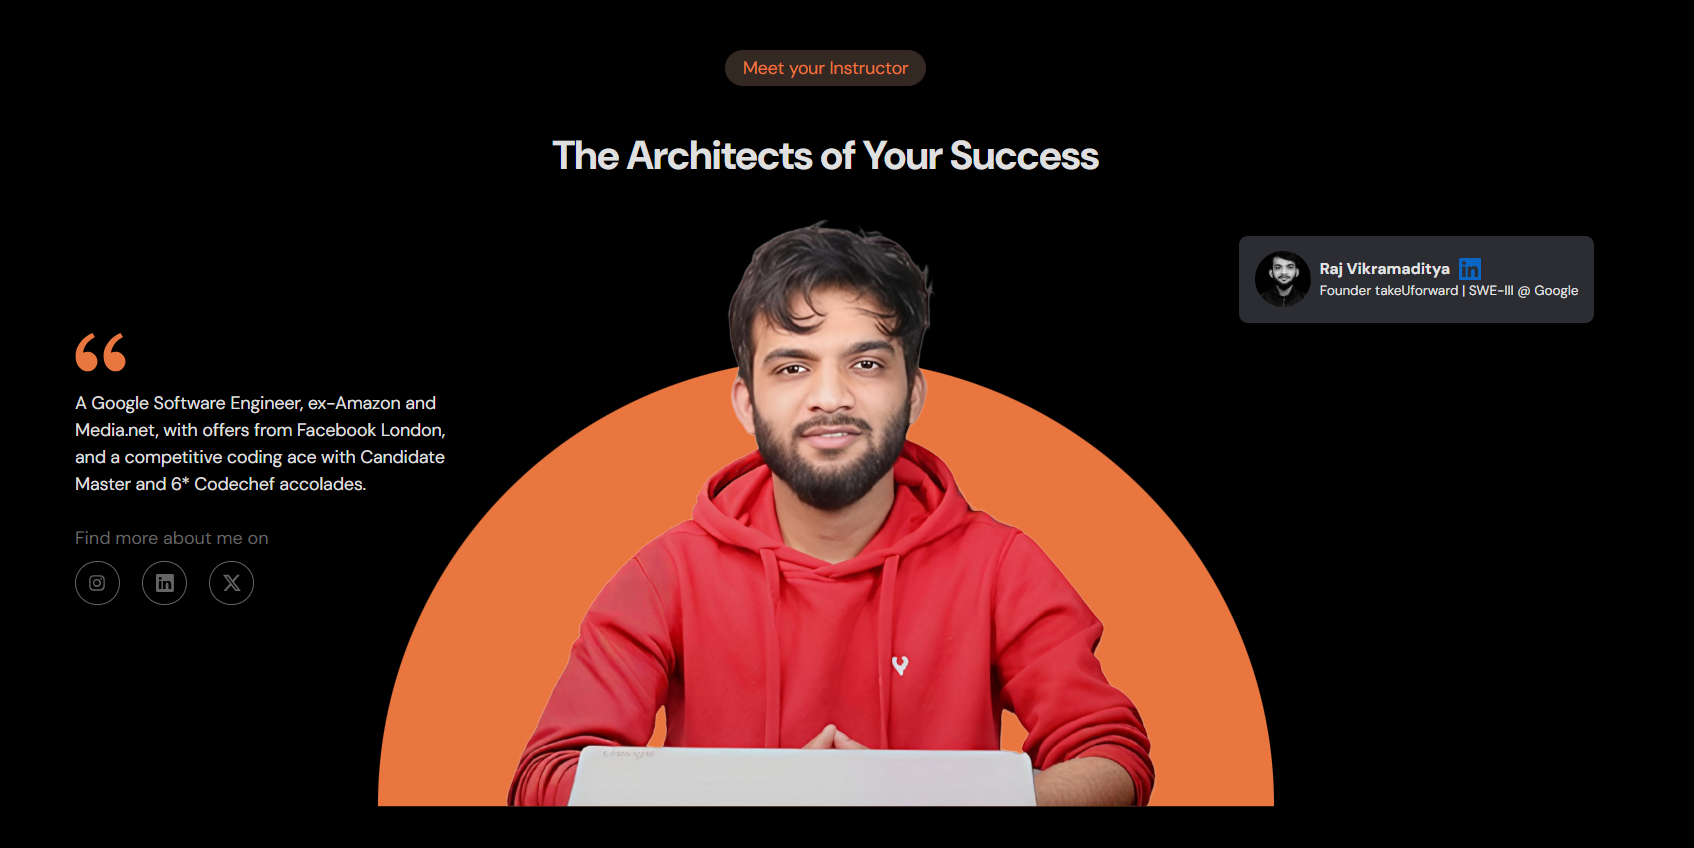 Meet your Instructor
The Architects of Your Success
Raj Vikramaditya
Founder takeUforward | SWE-III @ Google
A Google Software Engineer, ex-Amazon and
Media.net, with offers from Facebook London,
and a competitive coding ace with Candidate
Master and 6* Codechef accolades.
Find more about me on